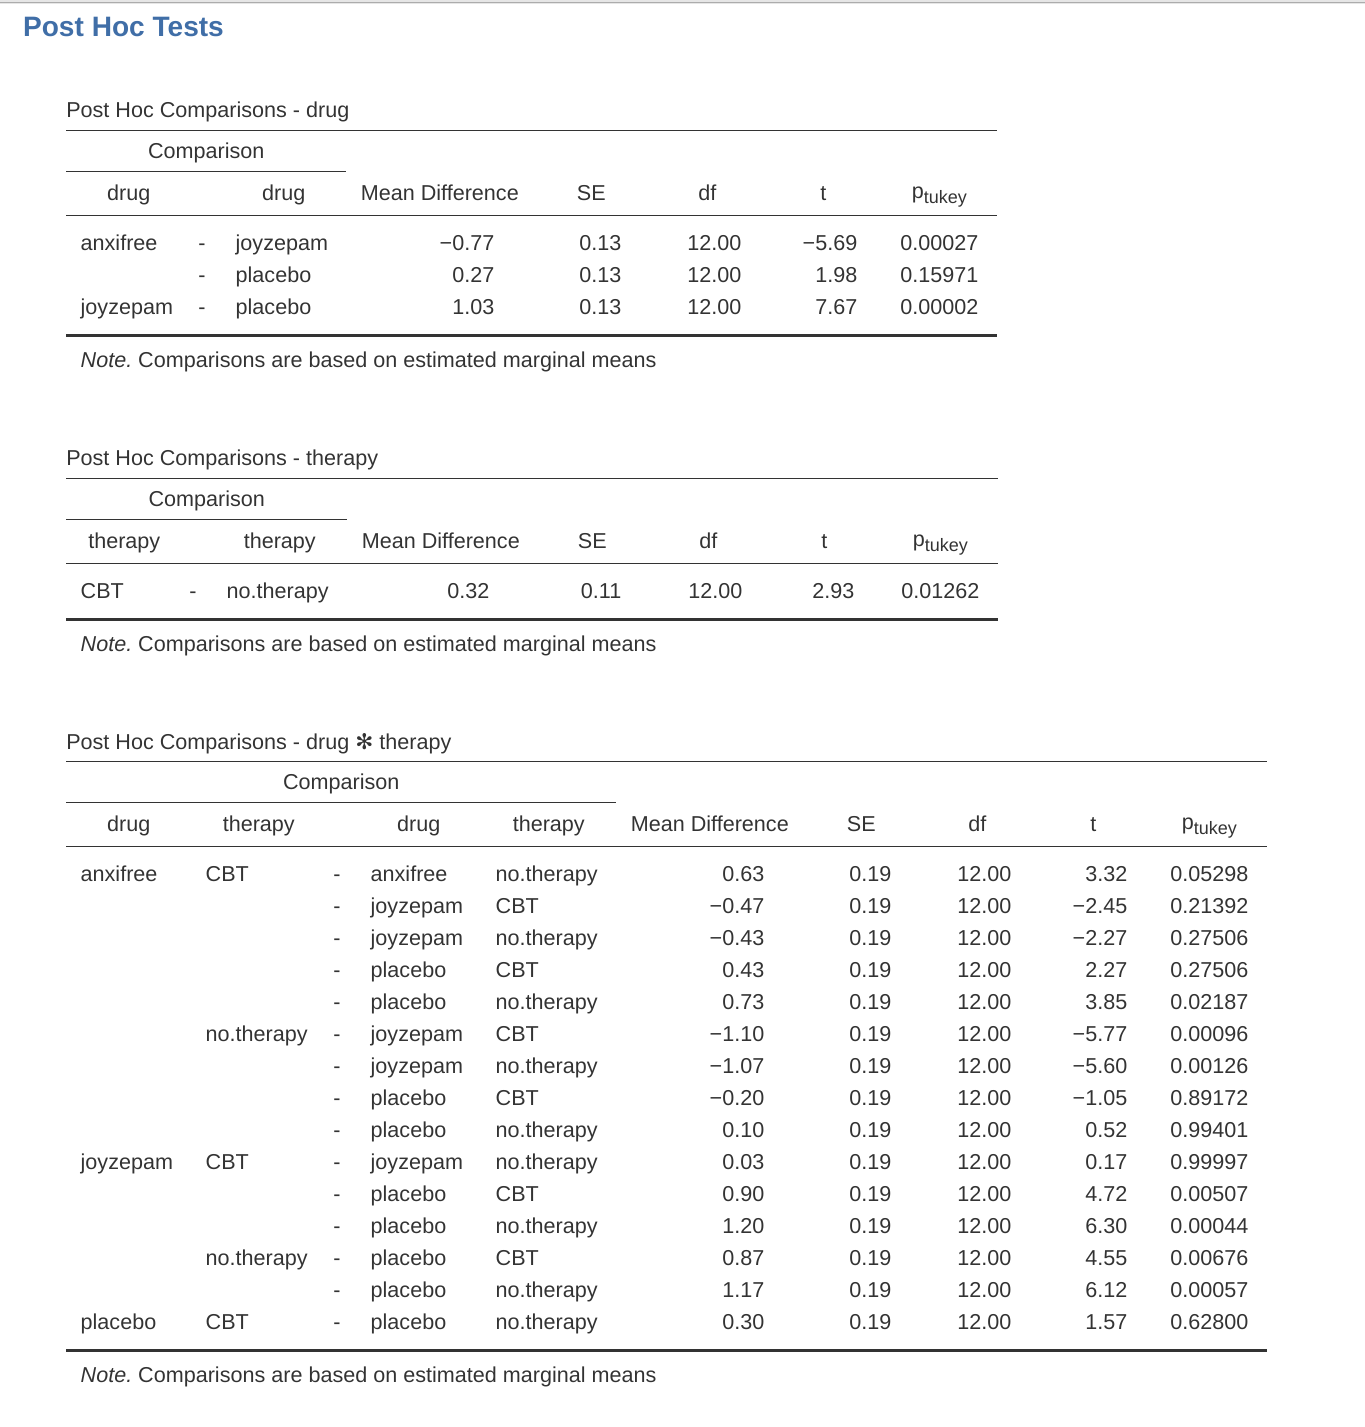 Post Hoc Tests
Post Hoc Comparisons - drug
Comparison
drug drug Mean Difference SE df t ptukey
anxifree - joyzepam −0.77 0.13 12.00 −5.69 0.00027
- placebo 0.27 0.13 12.00 1.98 0.15971
joyzepam - placebo 1.03 0.13 12.00 7.67 0.00002
Note. Comparisons are based on estimated marginal means
Post Hoc Comparisons - therapy
Comparison
therapy therapy Mean Difference SE df t ptukey
CBT - no.therapy 0.32 0.11 12.00 2.93 0.01262
Note. Comparisons are based on estimated marginal means
Post Hoc Comparisons - drug ✻ therapy
Comparison
drug therapy drug therapy Mean Difference SE df t ptukey
anxifree CBT - anxifree no.therapy 0.63 0.19 12.00 3.32 0.05298
- joyzepam CBT −0.47 0.19 12.00 −2.45 0.21392
- joyzepam no.therapy −0.43 0.19 12.00 −2.27 0.27506
- placebo CBT 0.43 0.19 12.00 2.27 0.27506
- placebo no.therapy 0.73 0.19 12.00 3.85 0.02187
no.therapy - joyzepam CBT −1.10 0.19 12.00 −5.77 0.00096
- joyzepam no.therapy −1.07 0.19 12.00 −5.60 0.00126
- placebo CBT −0.20 0.19 12.00 −1.05 0.89172
- placebo no.therapy 0.10 0.19 12.00 0.52 0.99401
joyzepam CBT - joyzepam no.therapy 0.03 0.19 12.00 0.17 0.99997
- placebo CBT 0.90 0.19 12.00 4.72 0.00507
- placebo no.therapy 1.20 0.19 12.00 6.30 0.00044
no.therapy - placebo CBT 0.87 0.19 12.00 4.55 0.00676
- placebo no.therapy 1.17 0.19 12.00 6.12 0.00057
placebo CBT - placebo no.therapy 0.30 0.19 12.00 1.57 0.62800
Note. Comparisons are based on estimated marginal means